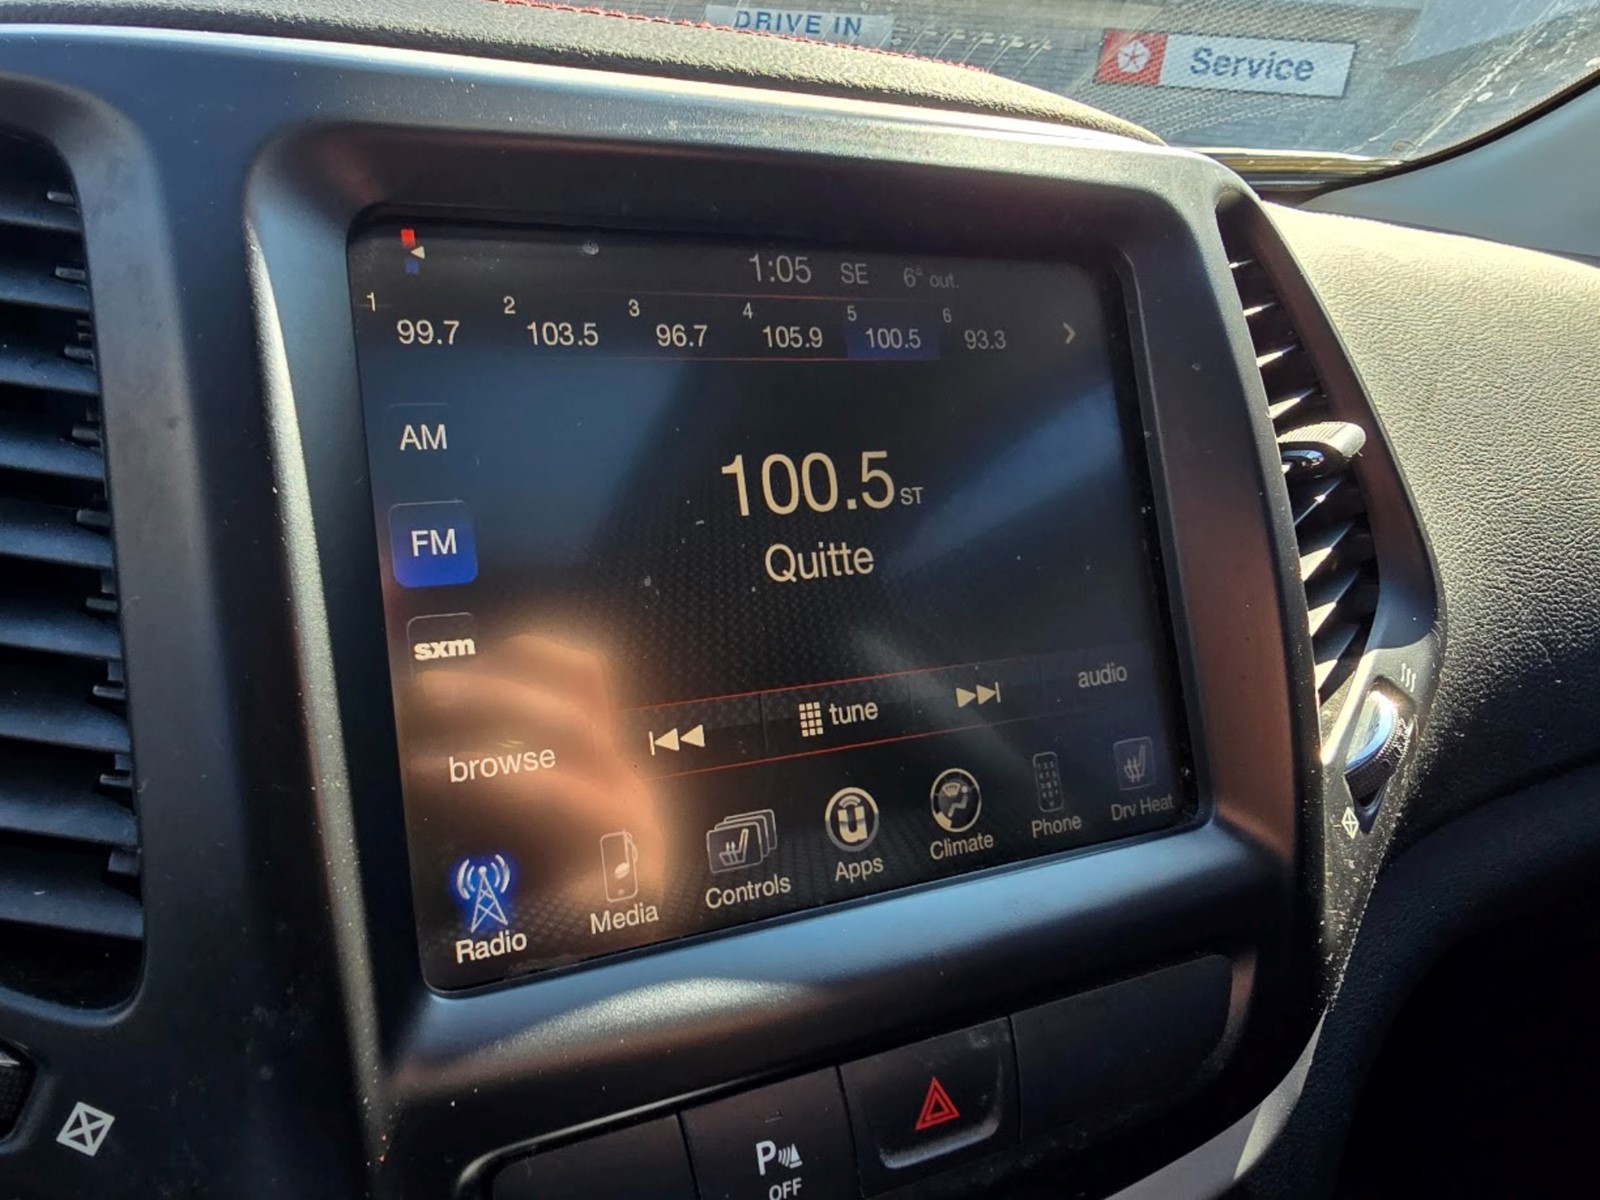 DRIVE IN
Service
1:05 SE 6° out.
1 99.7 2 103.5 3 96.7 4 105.9 5 100.5 6 93.3
AM
100.5 ST
FM
Quitte
sxm
browse
tune
audio
Radio Media Controls Apps Climate Phone Drv Heat
P
OFF